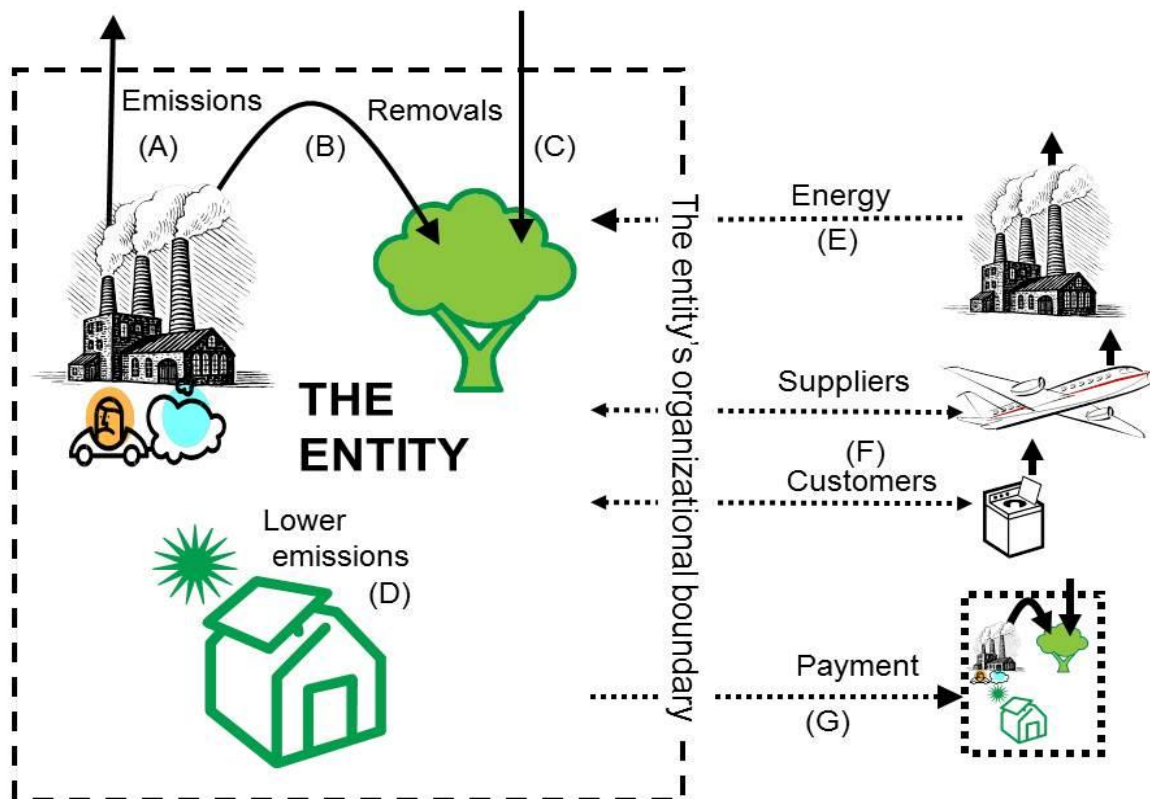 Emissions
(A)
(B)
Removals
(C)
THE
ENTITY
Lower
emissions
(D)
The entity's organizational boundary
Energy
(E)
Suppliers
(F)
Customers
Payment
(G)